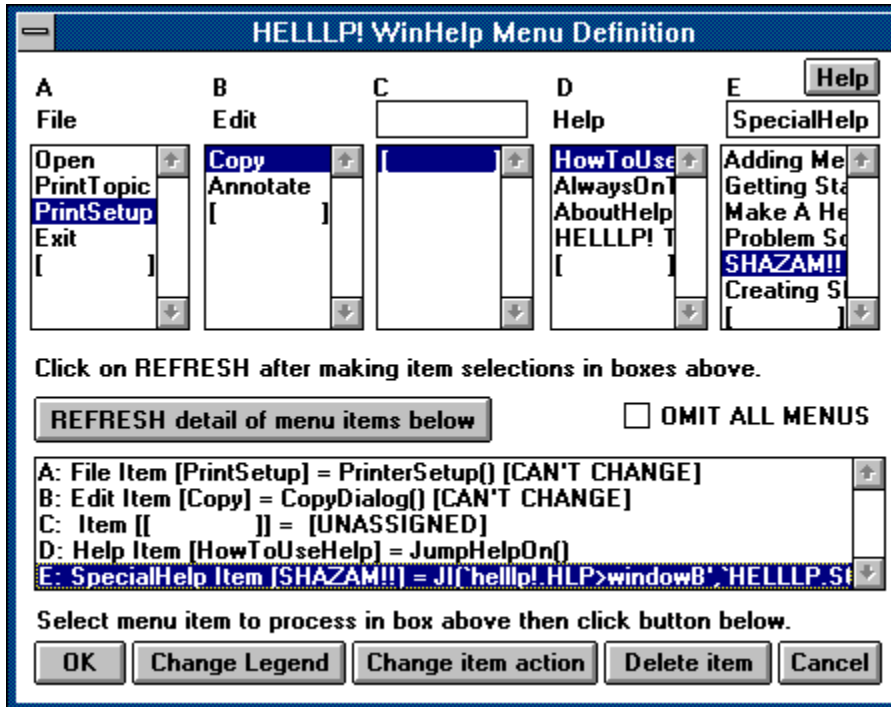 HELLLP! WinHelp Menu Definition
Help
A B C D E
File Edit Help SpecialHelp
Open
PrintTopic
PrintSetup
Exit
[ ]
Copy
Annotate
[ ]
[ ]
HowToUse
AlwaysOnT
AboutHelp
HELLLP! T
[ ]
Adding Me
Getting Sta
Make A He
Problem So
SHAZAM!!
Creating Sl
[ ]
Click on REFRESH after making item selections in boxes above.
REFRESH detail of menu items below
OMIT ALL MENUS
A: File Item [PrintSetup] = PrinterSetup() [CAN'T CHANGE]
B: Edit Item [Copy] = CopyDialog() [CAN'T CHANGE]
C: Item [[ ]] = [UNASSIGNED]
D: Help Item [HowToUseHelp] = JumpHelpOn()
E: SpecialHelp Item [SHAZAM!!] = JI(`helllp!.HLP>windowB',`HELLLP.S
Select menu item to process in box above then click button below.
OK Change Legend Change item action Delete item Cancel